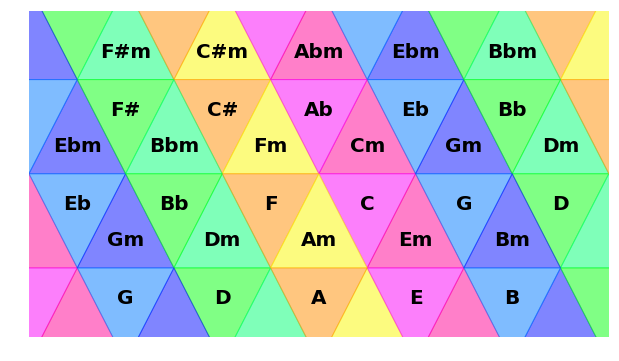 F#m C#m Abm Ebm Bbm
F# C# Ab Eb Bb
Ebm Bbm Fm Cm Gm Dm
Eb Bb F C G D
Gm Dm Am Em Bm
G D A E B